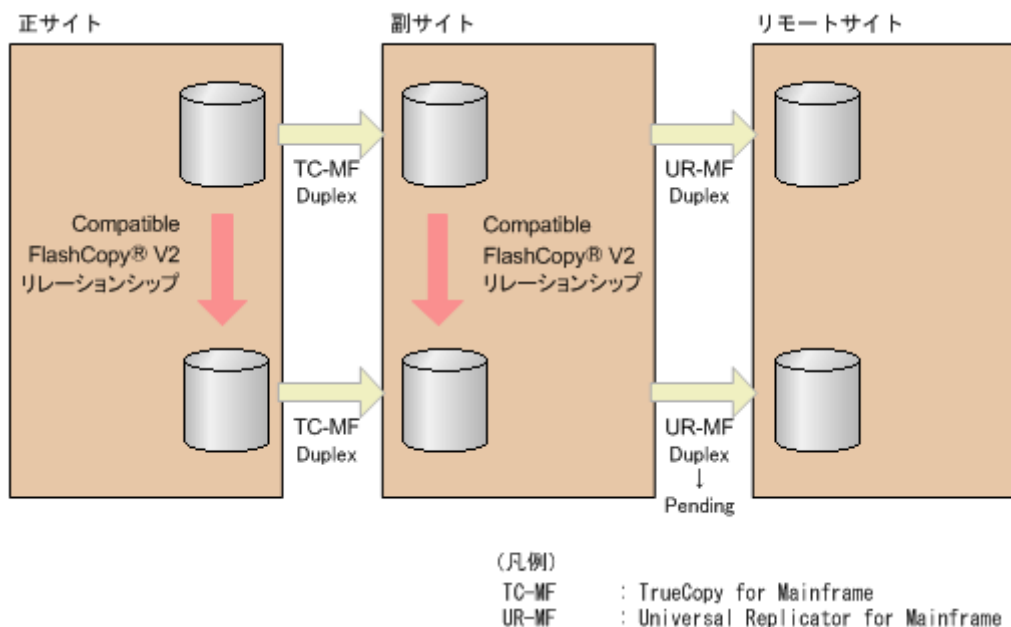 正サイト
副サイト
リモートサイト
TC-MF
Duplex
UR-MF
Duplex
Compatible
FlashCopy® V2
リレーションシップ
Compatible
FlashCopy® V2
リレーションシップ
TC-MF
Duplex
UR-MF
Duplex
↓
Pending
(凡例)
TC-MF : TrueCopy for Mainframe
UR-MF : Universal Replicator for Mainframe